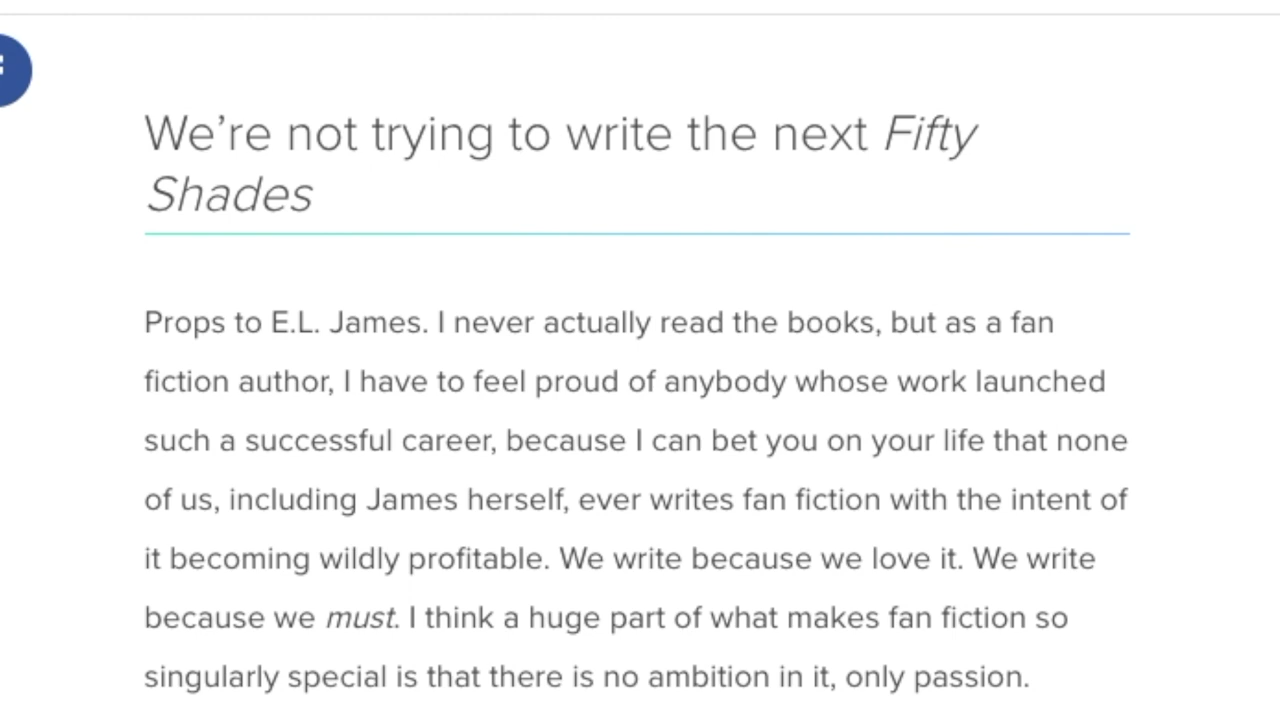 We’re not trying to write the next Fifty
Shades
Props to E.L. James. I never actually read the books, but as a fan
fiction author, I have to feel proud of anybody whose work launched
such a successful career, because I can bet you on your life that none
of us, including James herself, ever writes fan fiction with the intent of
it becoming wildly profitable. We write because we love it. We write
because we must. I think a huge part of what makes fan fiction so
singularly special is that there is no ambition in it, only passion.